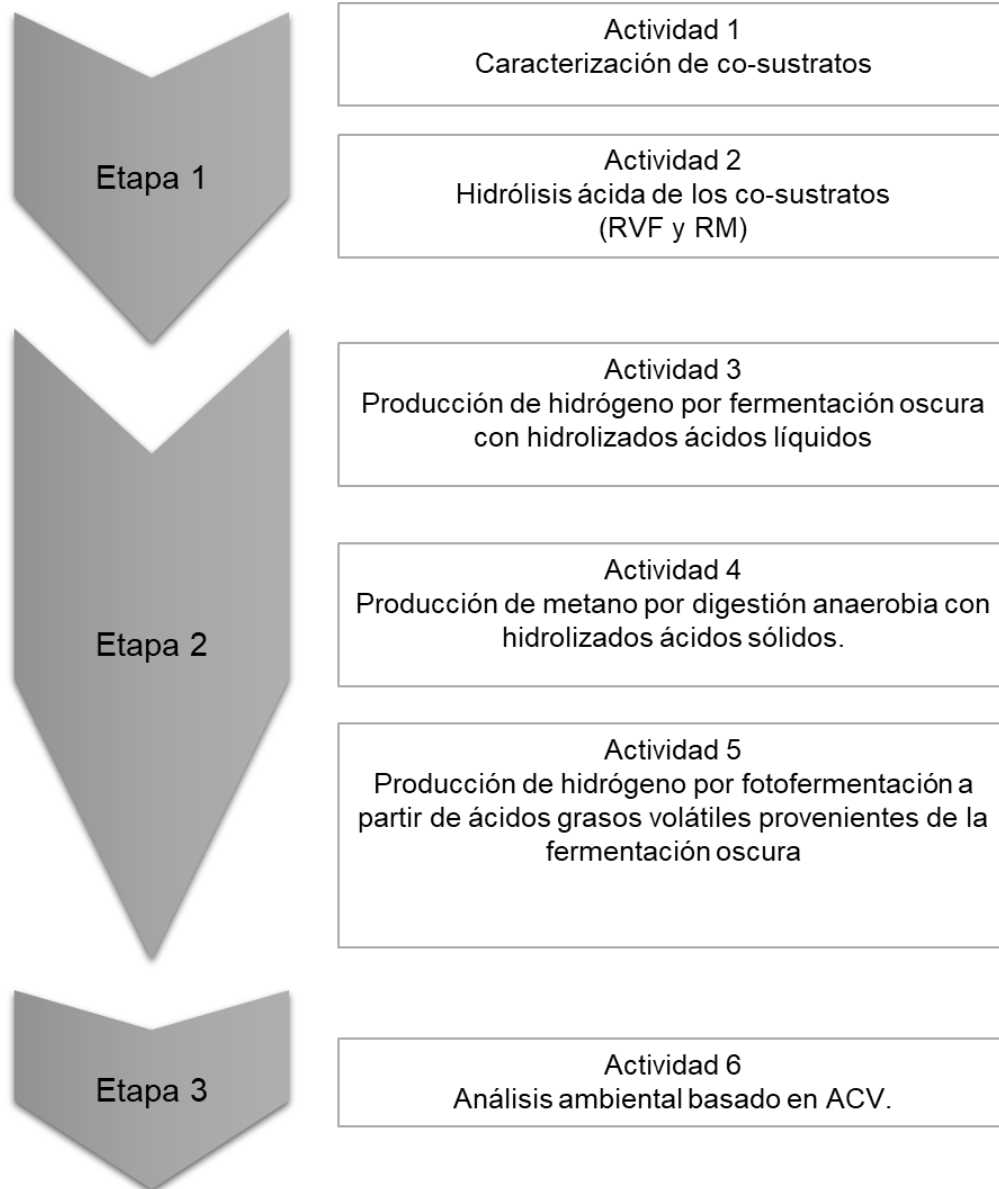 Etapa 1
Actividad 1
Caracterización de co-sustratos
Actividad 2
Hidrólisis ácida de los co-sustratos
(RVF y RM)
Etapa 2
Actividad 3
Producción de hidrógeno por fermentación oscura
con hidrolizados ácidos líquidos
Actividad 4
Producción de metano por digestión anaerobia con
hidrolizados ácidos sólidos.
Actividad 5
Producción de hidrógeno por fotofermentación a
partir de ácidos grasos volátiles provenientes de la
fermentación oscura
Etapa 3
Actividad 6
Análisis ambiental basado en ACV.